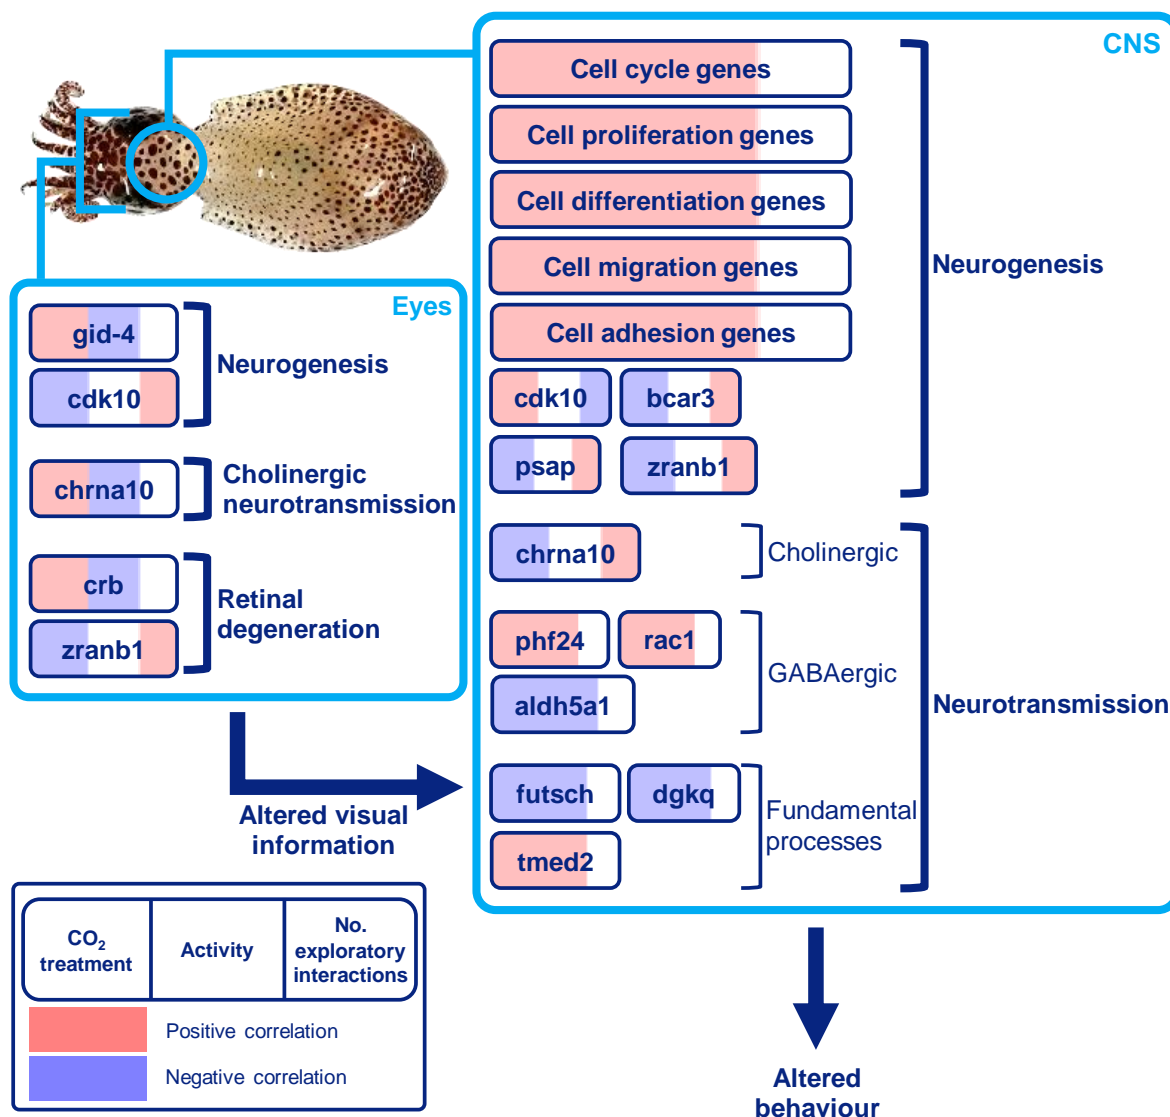 CNS
Cell cycle genes
Cell proliferation genes
Cell differentiation genes
Cell migration genes
Cell adhesion genes
cdk10
bcar3
psap
zranb1
Neurogenesis
chrna10
Cholinergic
phf24
rac1
aldh5a1
GABAergic
futsch
dgkq
tmed2
Fundamental
processes
Neurotransmission
Eyes
gid-4
cdk10
Neurogenesis
chrna10
Cholinergic
neurotransmission
crb
zranb1
Retinal
degeneration
Altered visual
information
CO₂
treatment
Activity
No.
exploratory
interactions
Positive correlation
Negative correlation
Altered
behaviour